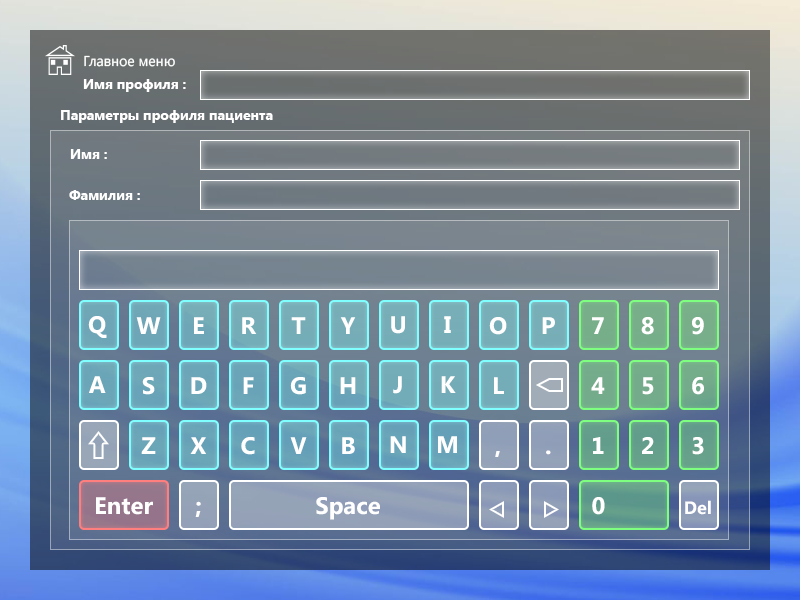 Главное меню
Имя профиля :
Параметры профиля пациента
Имя :
Фамилия :
Q W E R T Y U I O P 7 8 9
A S D F G H J K L 4 5 6
Z X C V B N M , . 1 2 3
Enter ; Space 0 Del